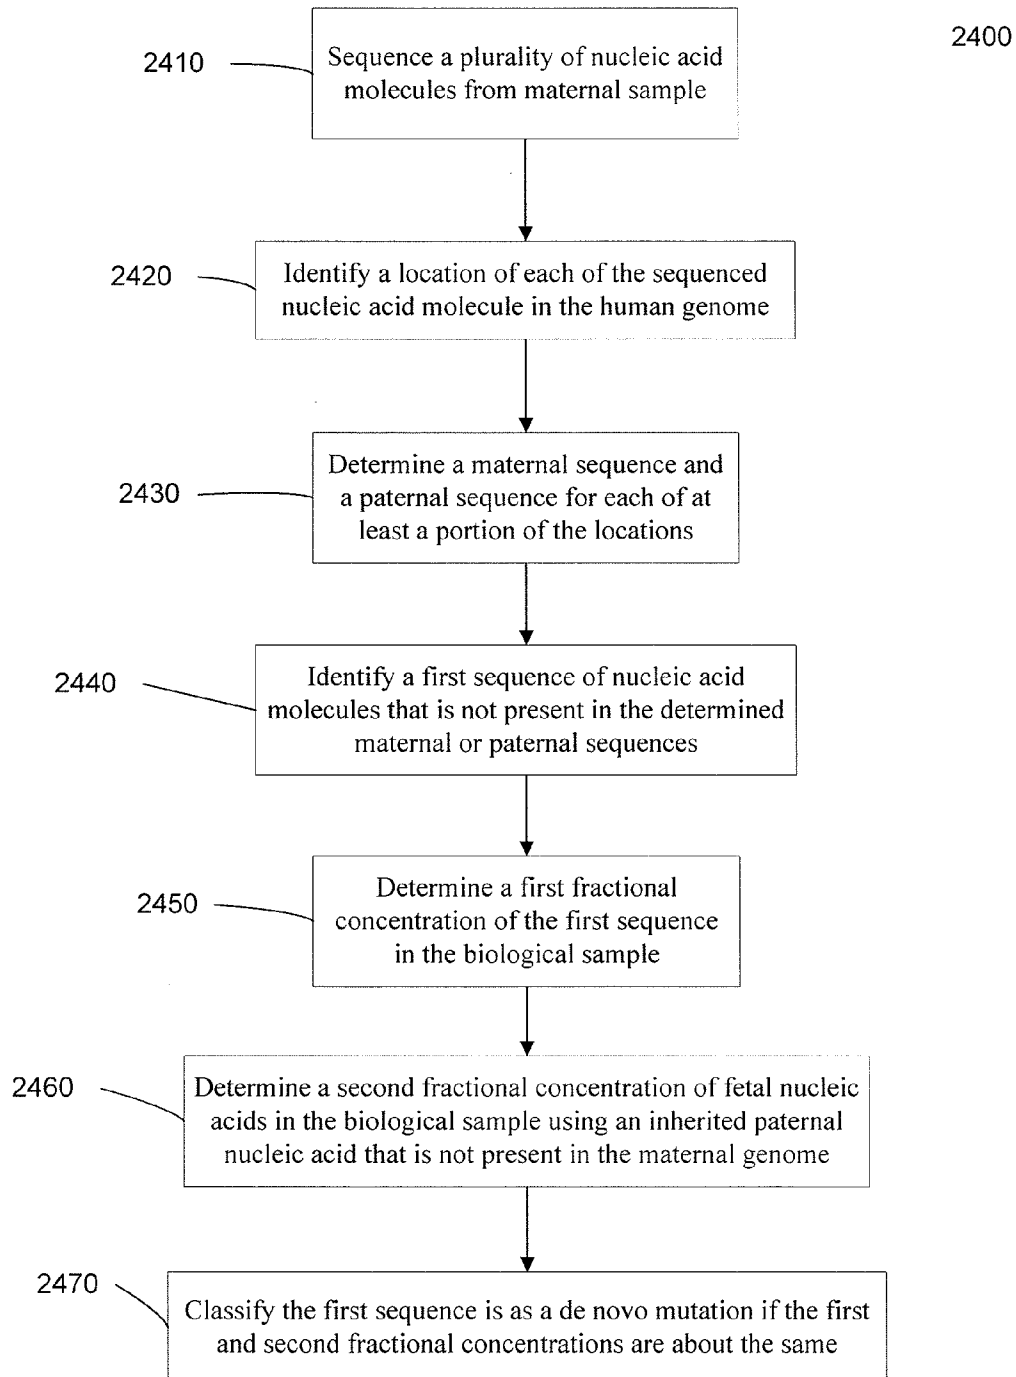 2400
2410
Sequence a plurality of nucleic acid
molecules from maternal sample
2420
Identify a location of each of the sequenced
nucleic acid molecule in the human genome
2430
Determine a maternal sequence and
a paternal sequence for each of at
least a portion of the locations
2440
Identify a first sequence of nucleic acid
molecules that is not present in the determined
maternal or paternal sequences
2450
Determine a first fractional
concentration of the first sequence
in the biological sample
2460
Determine a second fractional concentration of fetal nucleic
acids in the biological sample using an inherited paternal
nucleic acid that is not present in the maternal genome
2470
Classify the first sequence is as a de novo mutation if the first
and second fractional concentrations are about the same